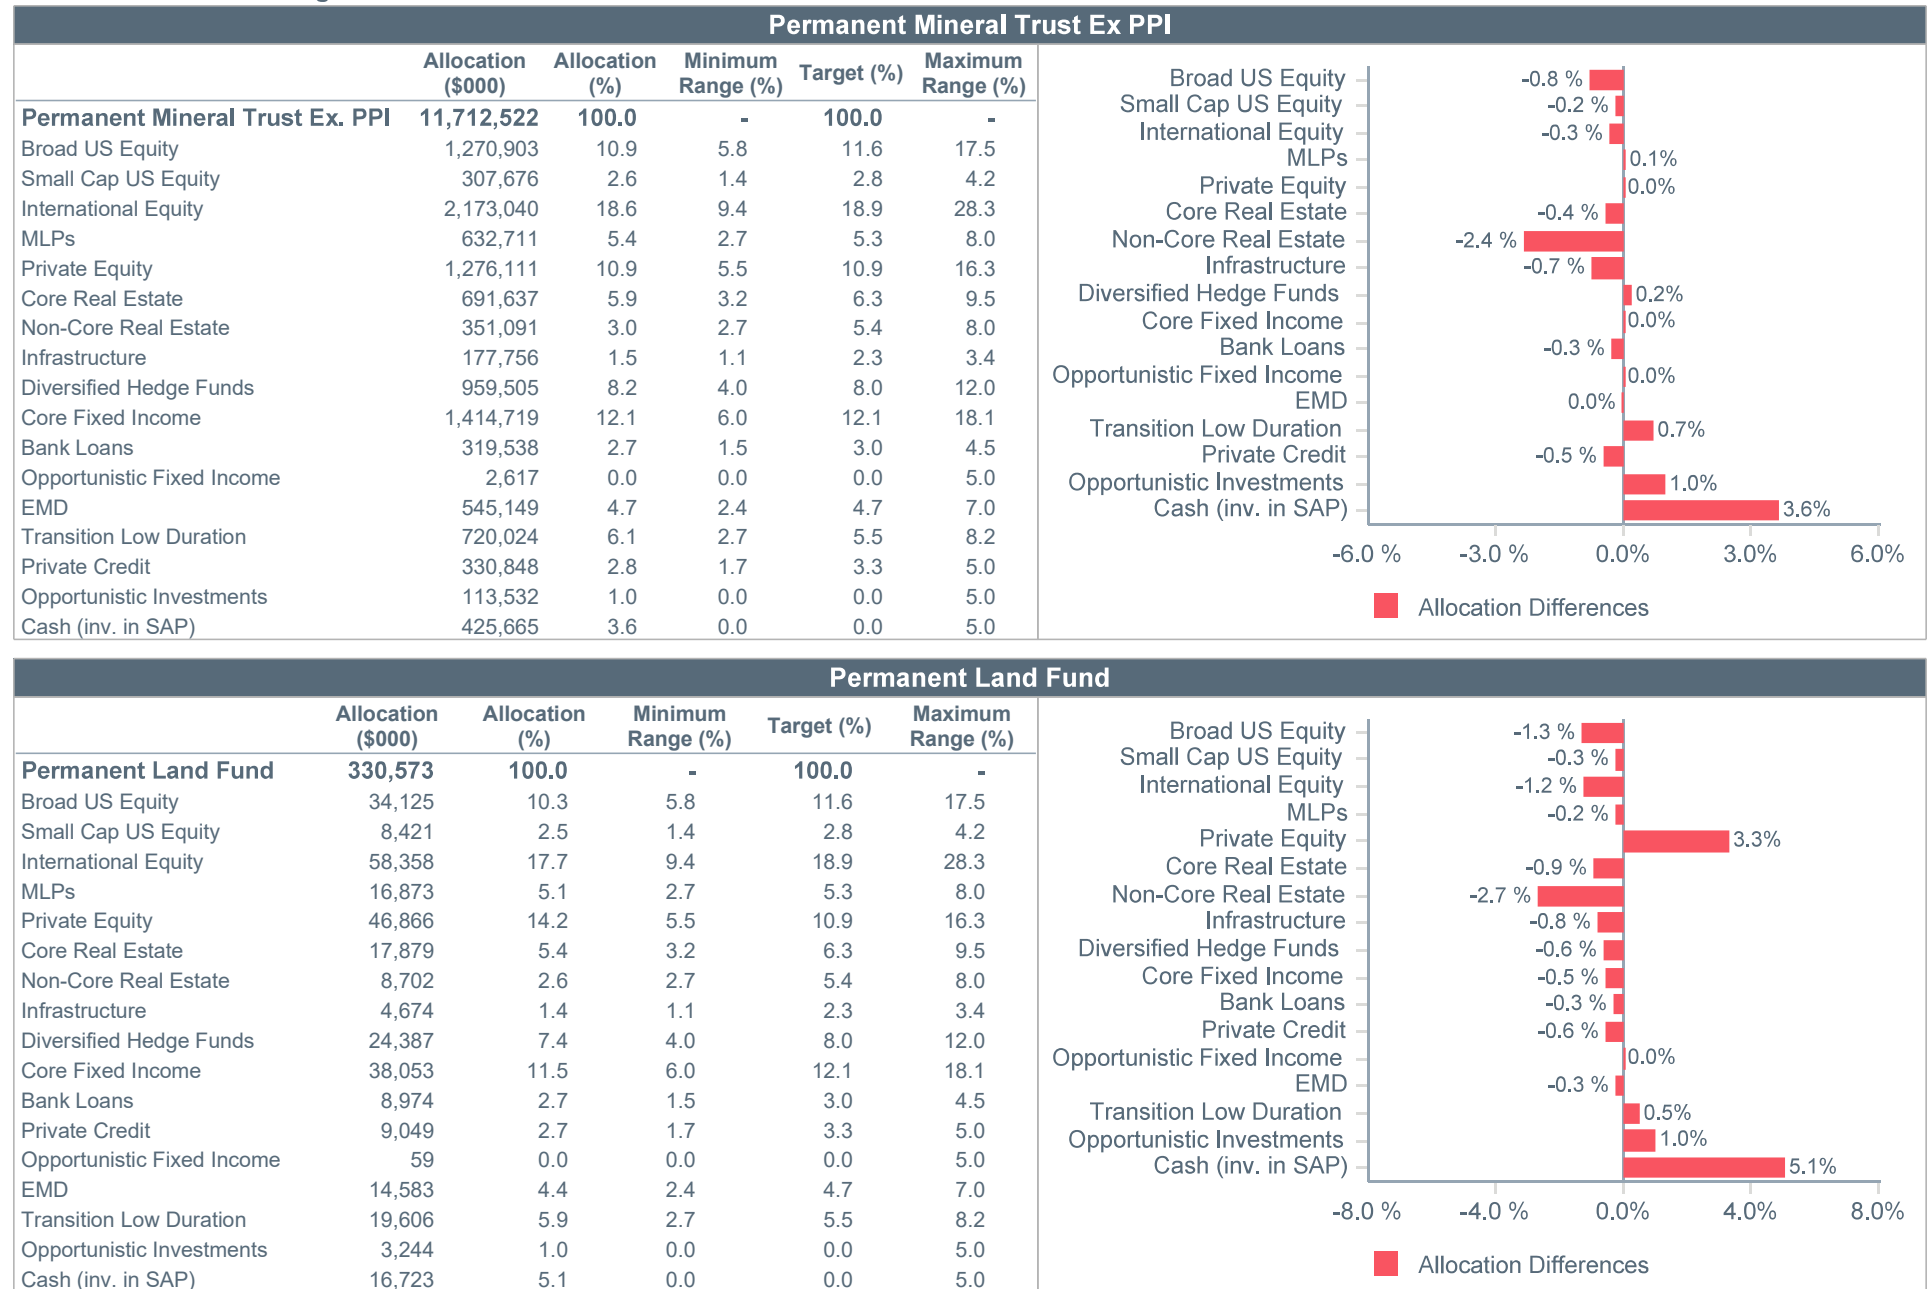 Permanent Mineral Trust Ex PPI
Allocation ($000) Allocation (%) Minimum Range (%) Target (%) Maximum Range (%)
Permanent Mineral Trust Ex. PPI 11,712,522 100.0 - 100.0 -
Broad US Equity 1,270,903 10.9 5.8 11.6 17.5
Small Cap US Equity 307,676 2.6 1.4 2.8 4.2
International Equity 2,173,040 18.6 9.4 18.9 28.3
MLPs 632,711 5.4 2.7 5.3 8.0
Private Equity 1,276,111 10.9 5.5 10.9 16.3
Core Real Estate 691,637 5.9 3.2 6.3 9.5
Non-Core Real Estate 351,091 3.0 2.7 5.4 8.0
Infrastructure 177,756 1.5 1.1 2.3 3.4
Diversified Hedge Funds 959,505 8.2 4.0 8.0 12.0
Core Fixed Income 1,414,719 12.1 6.0 12.1 18.1
Bank Loans 319,538 2.7 1.5 3.0 4.5
Opportunistic Fixed Income 2,617 0.0 0.0 0.0 5.0
EMD 545,149 4.7 2.4 4.7 7.0
Transition Low Duration 720,024 6.1 2.7 5.5 8.2
Private Credit 330,848 2.8 1.7 3.3 5.0
Opportunistic Investments 113,532 1.0 0.0 0.0 5.0
Cash (inv. in SAP) 425,665 3.6 0.0 0.0 5.0
Broad US Equity -0.8 %
Small Cap US Equity -0.2 %
International Equity -0.3 %
MLPs 0.1%
Private Equity 0.0%
Core Real Estate -0.4 %
Non-Core Real Estate -2.4 %
Infrastructure -0.7 %
Diversified Hedge Funds 0.2%
Core Fixed Income 0.0%
Bank Loans -0.3 %
Opportunistic Fixed Income 0.0%
EMD 0.0%
Transition Low Duration 0.7%
Private Credit -0.5 %
Opportunistic Investments 1.0%
Cash (inv. in SAP) 3.6%
-6.0 % -3.0 % 0.0% 3.0% 6.0%
Allocation Differences
Permanent Land Fund
Allocation ($000) Allocation (%) Minimum Range (%) Target (%) Maximum Range (%)
Permanent Land Fund 330,573 100.0 - 100.0 -
Broad US Equity 34,125 10.3 5.8 11.6 17.5
Small Cap US Equity 8,421 2.5 1.4 2.8 4.2
International Equity 58,358 17.7 9.4 18.9 28.3
MLPs 16,873 5.1 2.7 5.3 8.0
Private Equity 46,866 14.2 5.5 10.9 16.3
Core Real Estate 17,879 5.4 3.2 6.3 9.5
Non-Core Real Estate 8,702 2.6 2.7 5.4 8.0
Infrastructure 4,674 1.4 1.1 2.3 3.4
Diversified Hedge Funds 24,387 7.4 4.0 8.0 12.0
Core Fixed Income 38,053 11.5 6.0 12.1 18.1
Bank Loans 8,974 2.7 1.5 3.0 4.5
Private Credit 9,049 2.7 1.7 3.3 5.0
Opportunistic Fixed Income 59 0.0 0.0 0.0 5.0
EMD 14,583 4.4 2.4 4.7 7.0
Transition Low Duration 19,606 5.9 2.7 5.5 8.2
Opportunistic Investments 3,244 1.0 0.0 0.0 5.0
Cash (inv. in SAP) 16,723 5.1 0.0 0.0 5.0
Broad US Equity -1.3 %
Small Cap US Equity -0.3 %
International Equity -1.2 %
MLPs -0.2 %
Private Equity 3.3%
Core Real Estate -0.9 %
Non-Core Real Estate -2.7 %
Infrastructure -0.8 %
Diversified Hedge Funds -0.6 %
Core Fixed Income -0.5 %
Bank Loans -0.3 %
Private Credit -0.6 %
Opportunistic Fixed Income 0.0%
EMD -0.3 %
Transition Low Duration 0.5%
Opportunistic Investments 1.0%
Cash (inv. in SAP) 5.1%
-8.0 % -4.0 % 0.0% 4.0% 8.0%
Allocation Differences